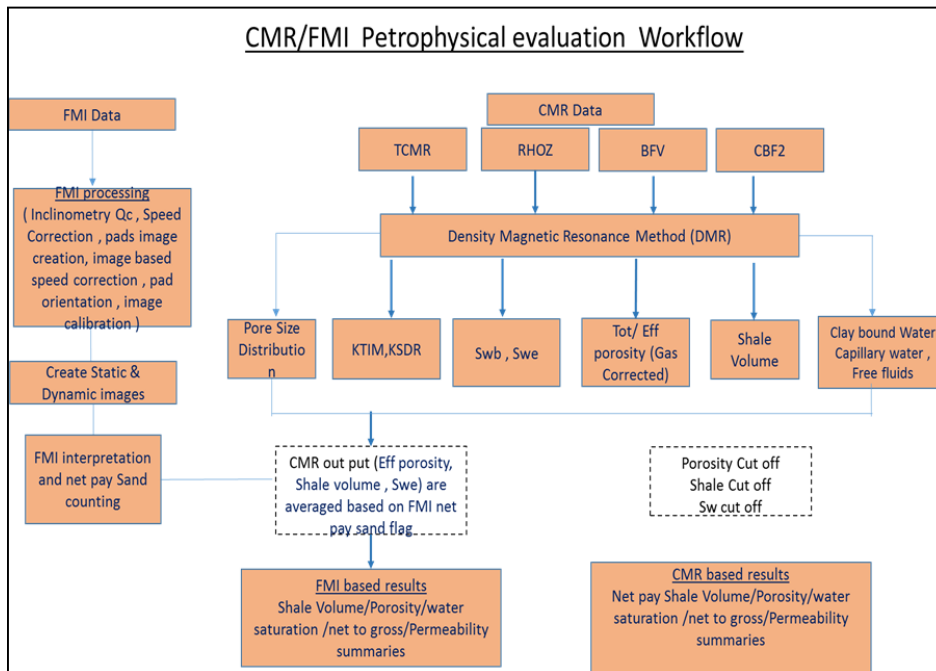 CMR/FMI Petrophysical evaluation Workflow
FMI Data
CMR Data
TCMR
RHOZ
BFV
CBF2
FMI processing
( Inclinometry Qc , Speed
Correction , pads image
creation, image based
speed correction , pad
orientation , image
calibration )
Density Magnetic Resonance Method (DMR)
Pore Size
Distributio
n
KTIM,KSDR
Swb , Swe
Tot/ Eff
porosity (Gas
Corrected)
Shale
Volume
Clay bound Water
Capillary water ,
Free fluids
Create Static &
Dynamic images
FMI interpretation
and net pay Sand
counting
CMR out put (Eff porosity,
Shale volume , Swe) are
averaged based on FMI net
pay sand flag
Porosity Cut off
Shale Cut off
Sw cut off
FMI based results
Shale Volume/Porosity/water
saturation /net to gross/Permeability
summaries
CMR based results
Net pay Shale Volume/Porosity/water
saturation /net to gross/Permeability
summaries